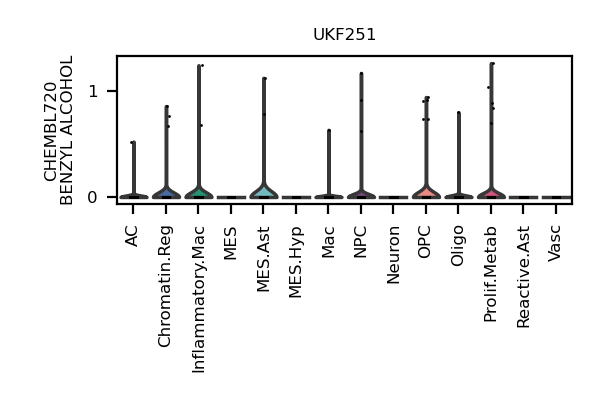 UKF251
CHEMBL720
BENZYL ALCOHOL
1
0
AC
Chromatin.Reg
Inflammatory.Mac
MES
MES.Ast
MES.Hyp
Mac
NPC
Neuron
OPC
Oligo
Prolif.Metab
Reactive.Ast
Vasc